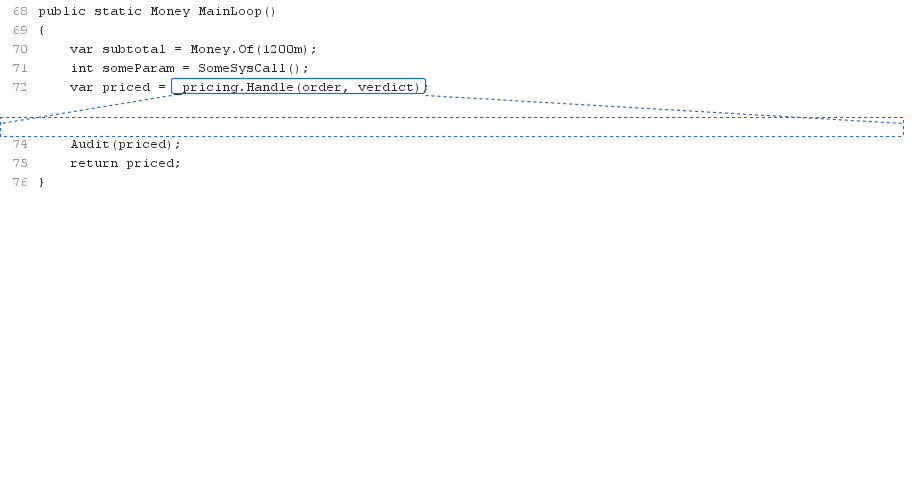 68 public static Money MainLoop()
69 {
70     var subtotal = Money.Of(1200m);
71     int someParam = SomeSysCall();
72     var priced = _pricing.Handle(order, verdict);
74     Audit(priced);
75     return priced;
76 }